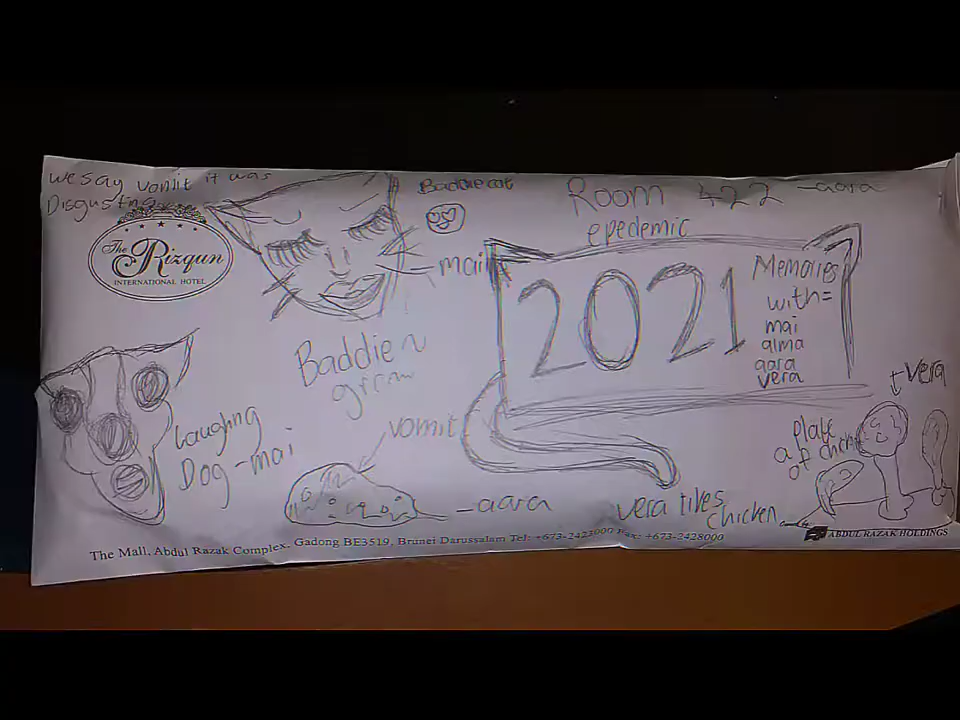 we say vomit it was
Disgusting
The Rizqun
INTERNATIONAL HOTEL
Baddie cat
mai
Room 422 -aara
epedemic
2021
Memories
with=
mai
alma
aara
vera
Baddie n
Laughing
Dog -mai
vomit
-aara
vera
plate
of
vera likes
chicken
The Mall, Abdul Razak Complex, Gadong BE3519, Brunei Darussalam Tel: +673-2423000 Fax: +673-2428000
ABDUL RAZAK HOLDINGS